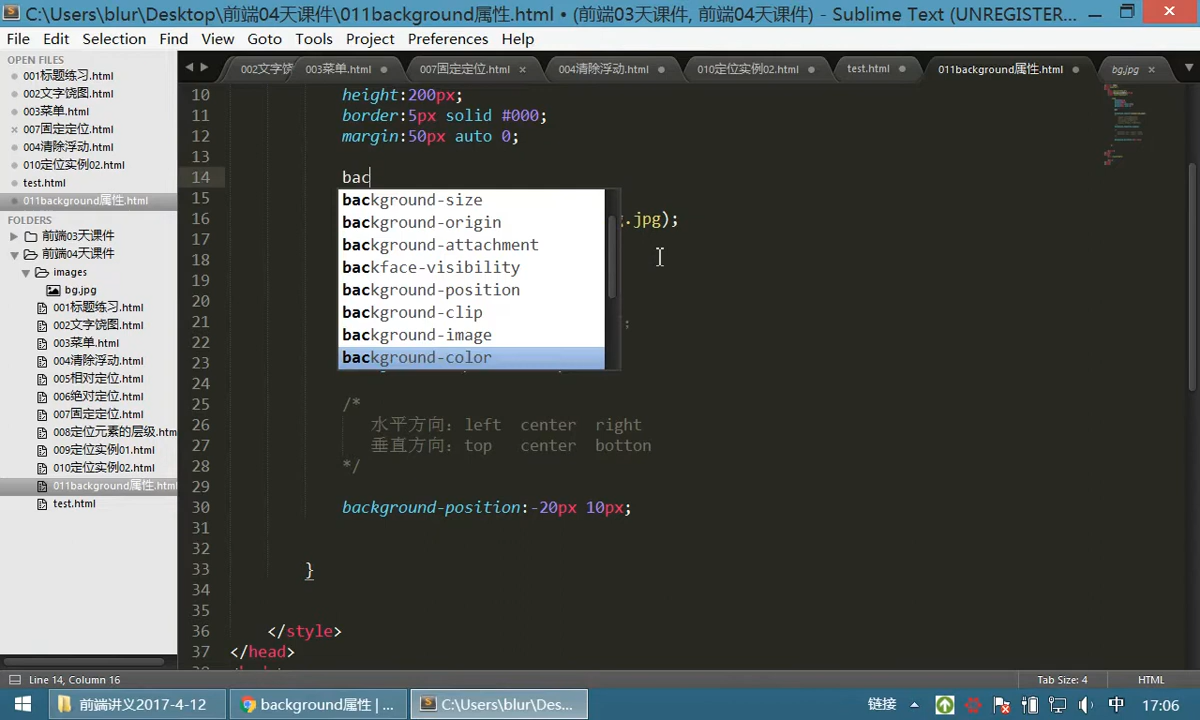 C:\Users\blur\Desktop\前端04天课件\011background属性.html • (前端03天课件, 前端04天课件) - Sublime Text (UNREGISTER...
File Edit Selection Find View Goto Tools Project Preferences Help
OPEN FILES
001标题练习.html
002文字饶图.html
003菜单.html
007固定定位.html
004清除浮动.html
010定位实例02.html
test.html
011background属性.html
FOLDERS
前端03天课件
前端04天课件
images
bg.jpg
001标题练习.html
002文字饶图.html
003菜单.html
004清除浮动.html
005相对定位.html
006绝对定位.html
007固定定位.html
008定位元素的层级.htm
009定位实例01.html
010定位实例02.html
011background属性.html
test.html
002文字饶 003菜单.html 007固定定位.html 004清除浮动.html 010定位实例02.html test.html 011background属性.html bg.jpg
10 height:200px;
11 border:5px solid #000;
12 margin:50px auto 0;
13
14 bac
15
16 .jpg);
17
18
19
20
21 ;
22
23
24
25 /*
26 水平方向: left center right
27 垂直方向: top center botton
28 */
29
30 background-position:-20px 10px;
31
32
33 }
34
35
36 </style>
37 </head>
background-size
background-origin
background-attachment
backface-visibility
background-position
background-clip
background-image
background-color
Line 14, Column 16 Tab Size: 4 HTML
前端讲义2017-4-12 background属性 | ... C:\Users\blur\Des... 链接 中 17:06